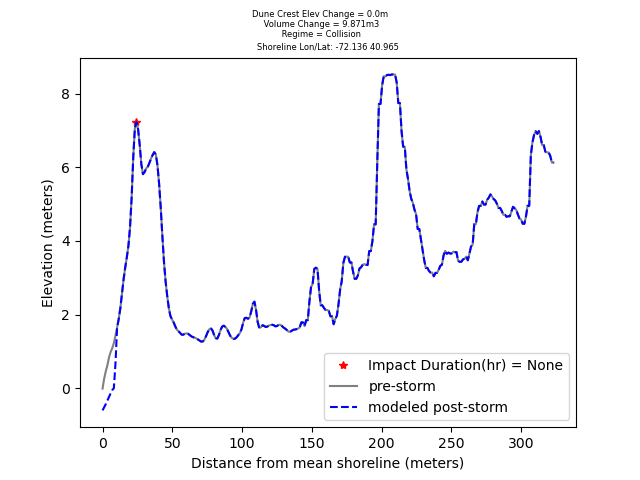 Dune Crest Elev Change = 0.0m
Volume Change = 9.871m3
Regime = Collision
Shoreline Lon/Lat: -72.136 40.965
8
6
4
2
0
Elevation (meters)
Impact Duration(hr) = None
pre-storm
modeled post-storm
0 50 100 150 200 250 300
Distance from mean shoreline (meters)